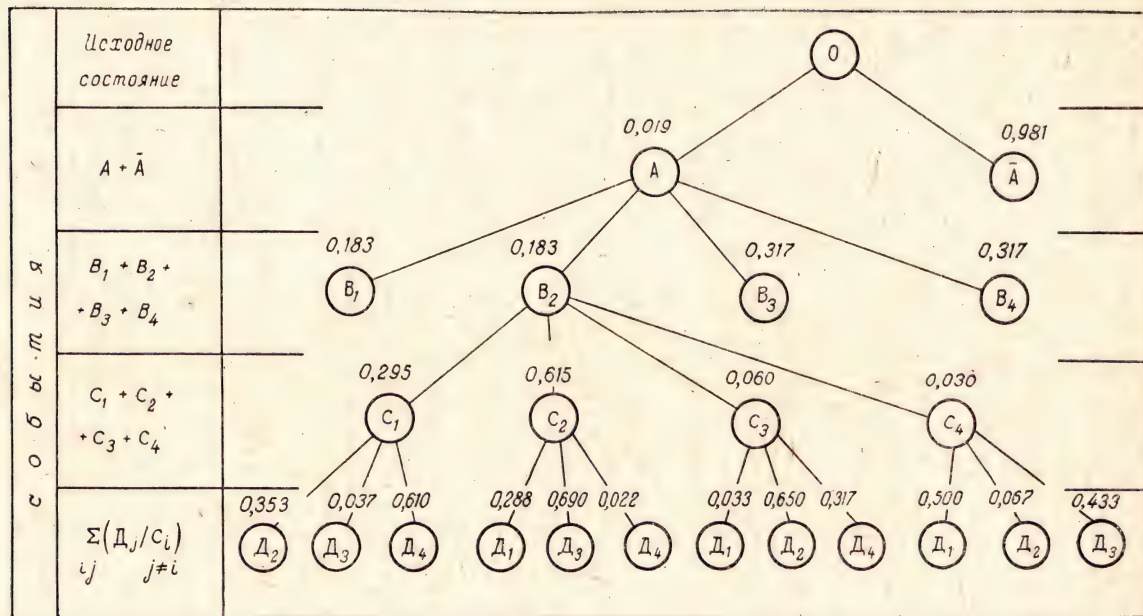 События
Исходное
состояние
0
0,019
0,981
A + Ā
A
Ā
0,183
0,183
0,317
0,317
B₁ + B₂ +
+ B₃ + B₄
B₁
B₂
B₃
B₄
0,295
0,615
0,060
0,030
C₁ + C₂ +
+ C₃ + C₄
C₁
C₂
C₃
C₄
0,353 0,037 0,610 0,288 0,690 0,022 0,033 0,650 0,317 0,500 0,067 0,433
Σ(Дⱼ/Cᵢ)
ij j≠i
Д₂ Д₃ Д₄ Д₁ Д₃ Д₄ Д₁ Д₂ Д₄ Д₁ Д₂ Д₃